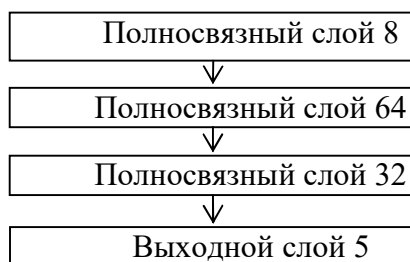 Полносвязный слой 8
Полносвязный слой 64
Полносвязный слой 32
Выходной слой 5